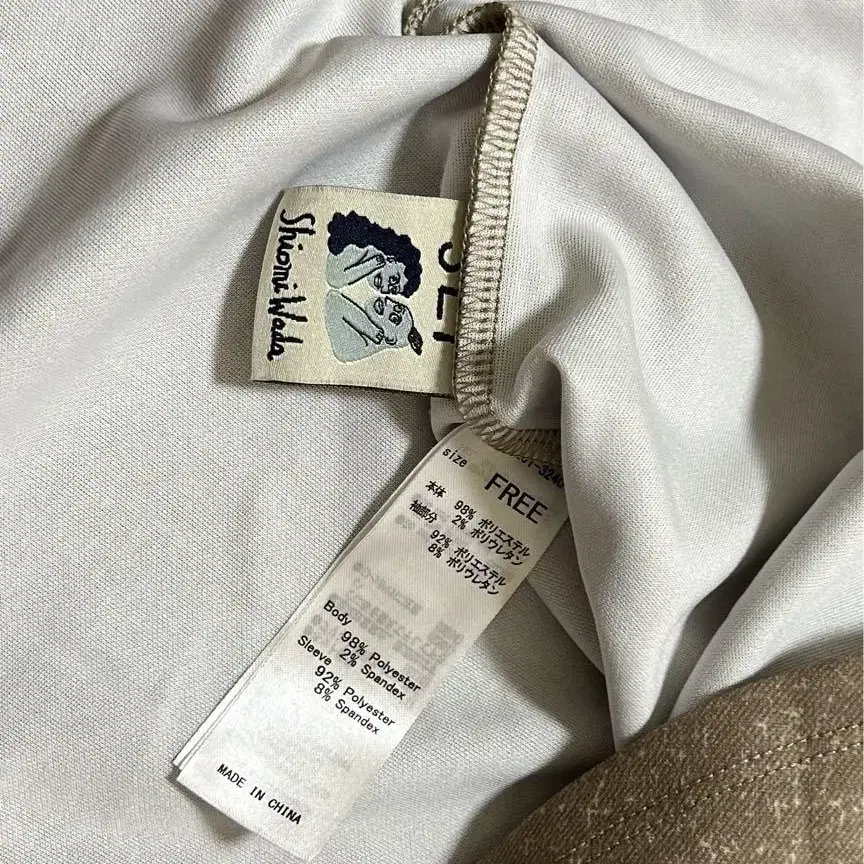 Shiomi Wada
size
FREE
本体
98% ポリエステル
2% ポリウレタン
袖部分
92% ポリエステル
8% ポリウレタン
Body
98% Polyester
2% Spandex
Sleeve
92% Polyester
8% Spandex
MADE IN CHINA